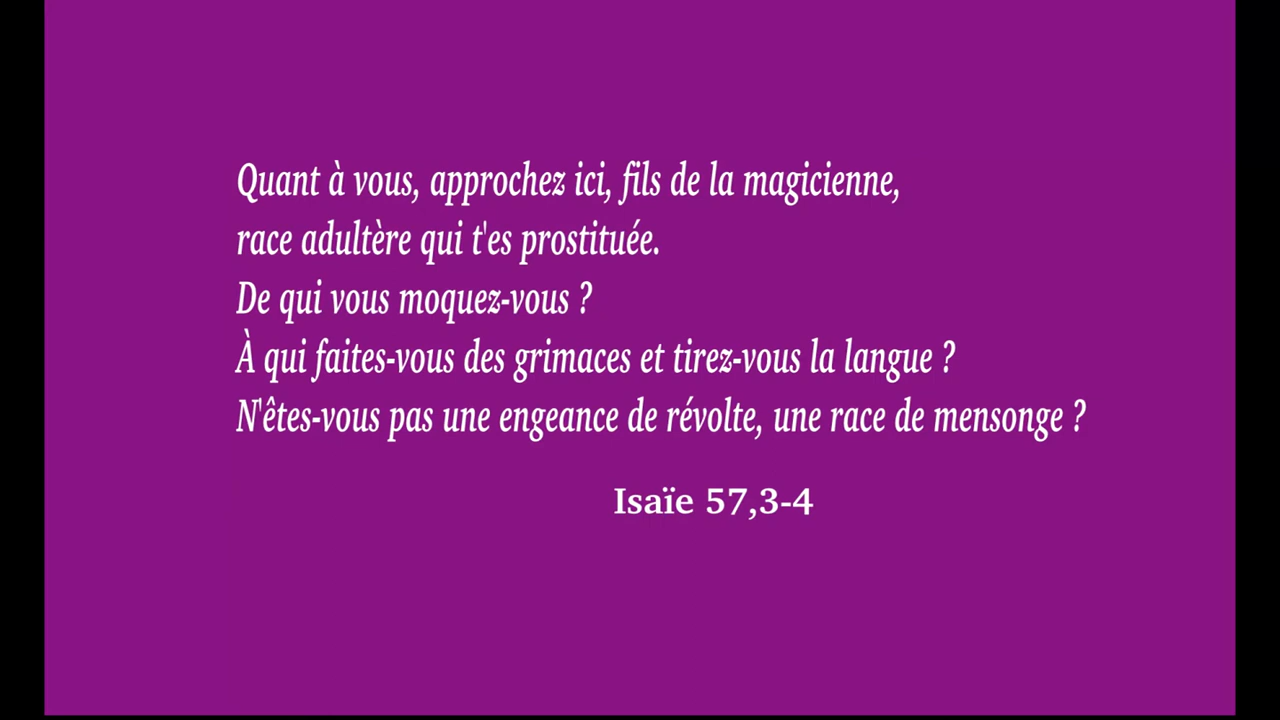 Quant à vous, approchez ici, fils de la magicienne,
race adultère qui t'es prostituée.
De qui vous moquez-vous ?
À qui faites-vous des grimaces et tirez-vous la langue ?
N'êtes-vous pas une engeance de révolte, une race de mensonge ?
Isaïe 57,3-4